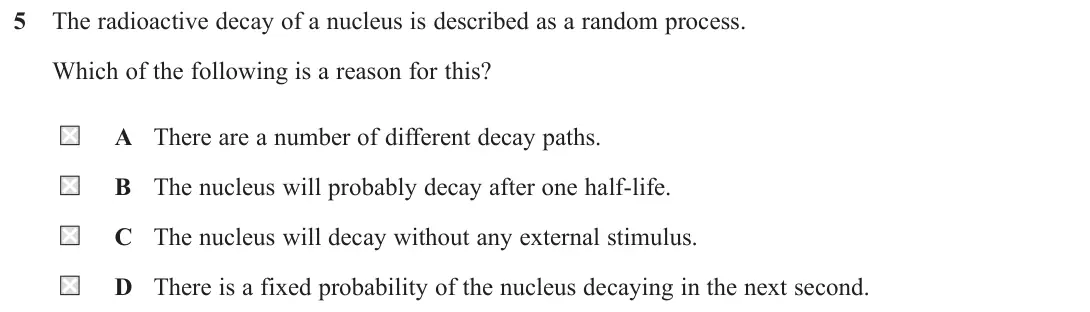 5 The radioactive decay of a nucleus is described as a random process.
Which of the following is a reason for this?
A There are a number of different decay paths.
B The nucleus will probably decay after one half-life.
C The nucleus will decay without any external stimulus.
D There is a fixed probability of the nucleus decaying in the next second.